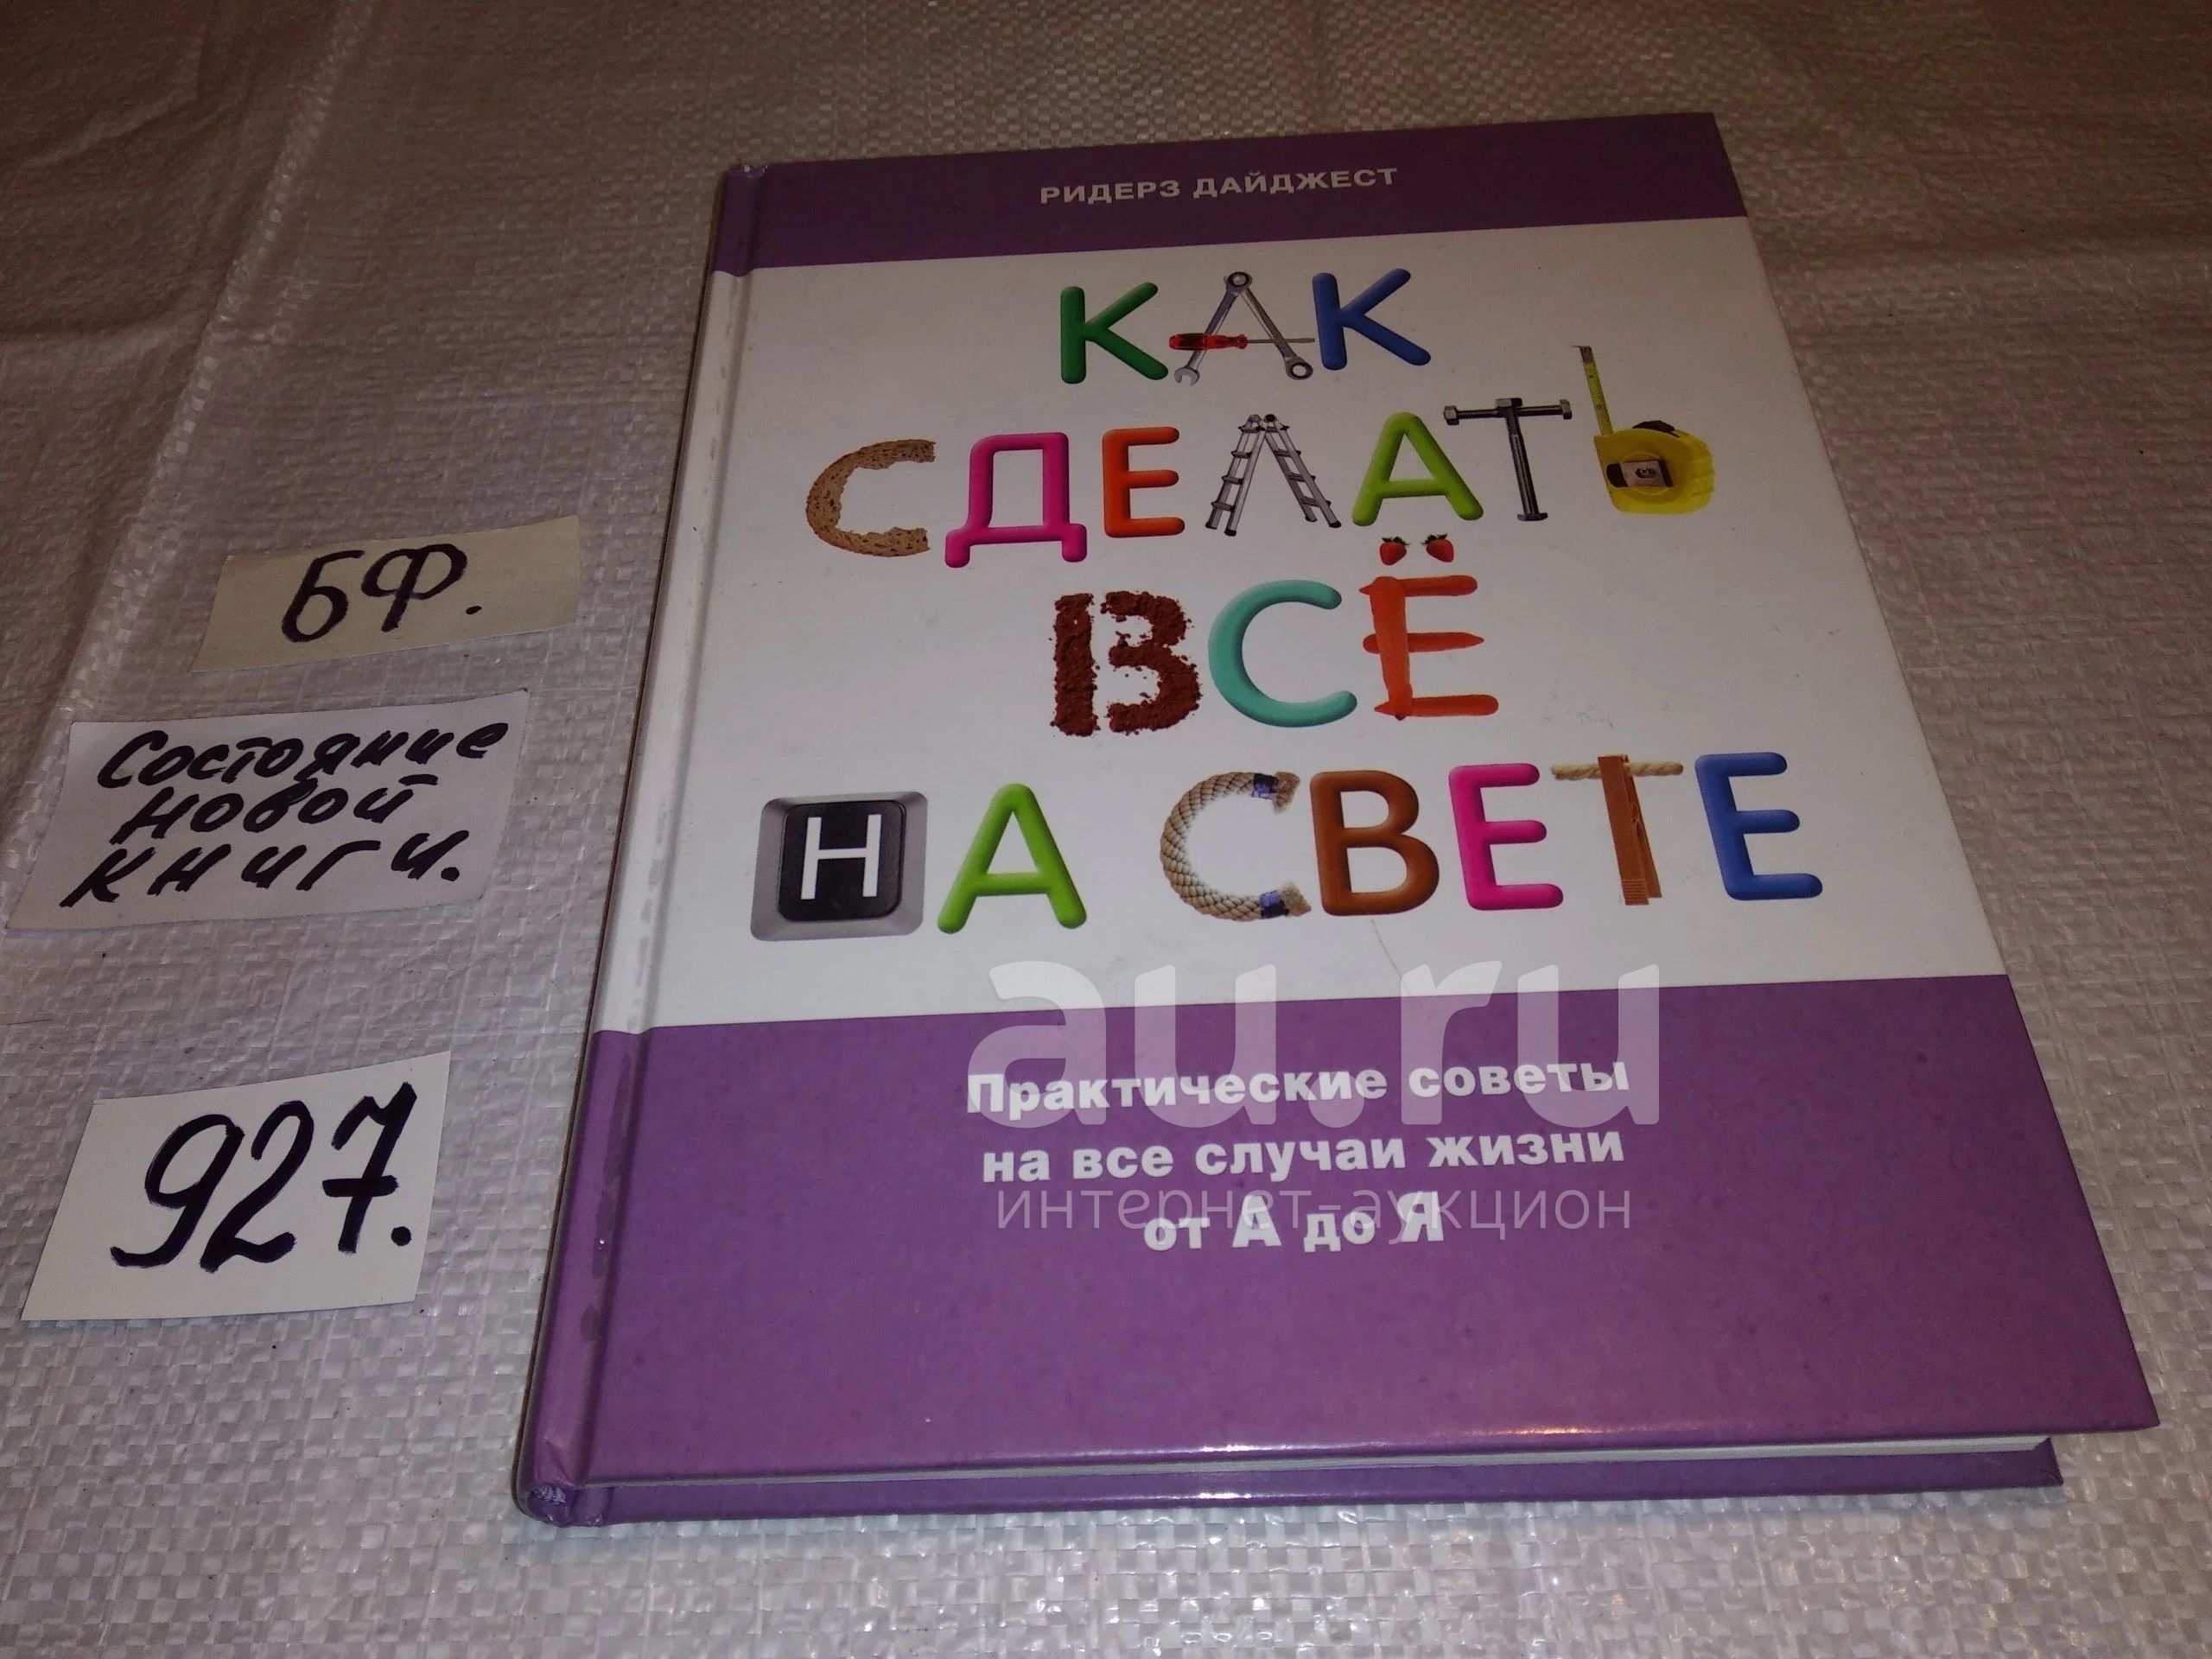 РИДЕРЗ ДАЙДЖЕСТ
КАК
СДЕЛАТЬ
ВСЁ
НА СВЕТЕ
Практические советы
на все случаи жизни
от А до Я
БФ.
Состояние
новой
книги.
927.
au.ru
интернет-аукцион